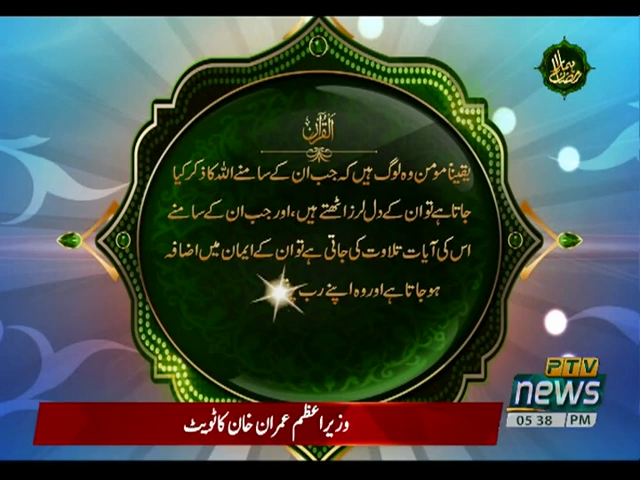 القرآن
یقینا مومن وہ لوگ ہیں کہ جب ان کے سامنے اللہ کا ذکر کیا
جاتا ہے تو ان کے دل لرز اٹھتے ہیں، اور جب ان کے سامنے
اس کی آیات تلاوت کی جاتی ہے تو ان کے ایمان میں اضافہ
ہو جاتا ہے اور وہ اپنے رب
PTV
news
05 38 PM
وزیراعظم عمران خان کا ٹویٹ